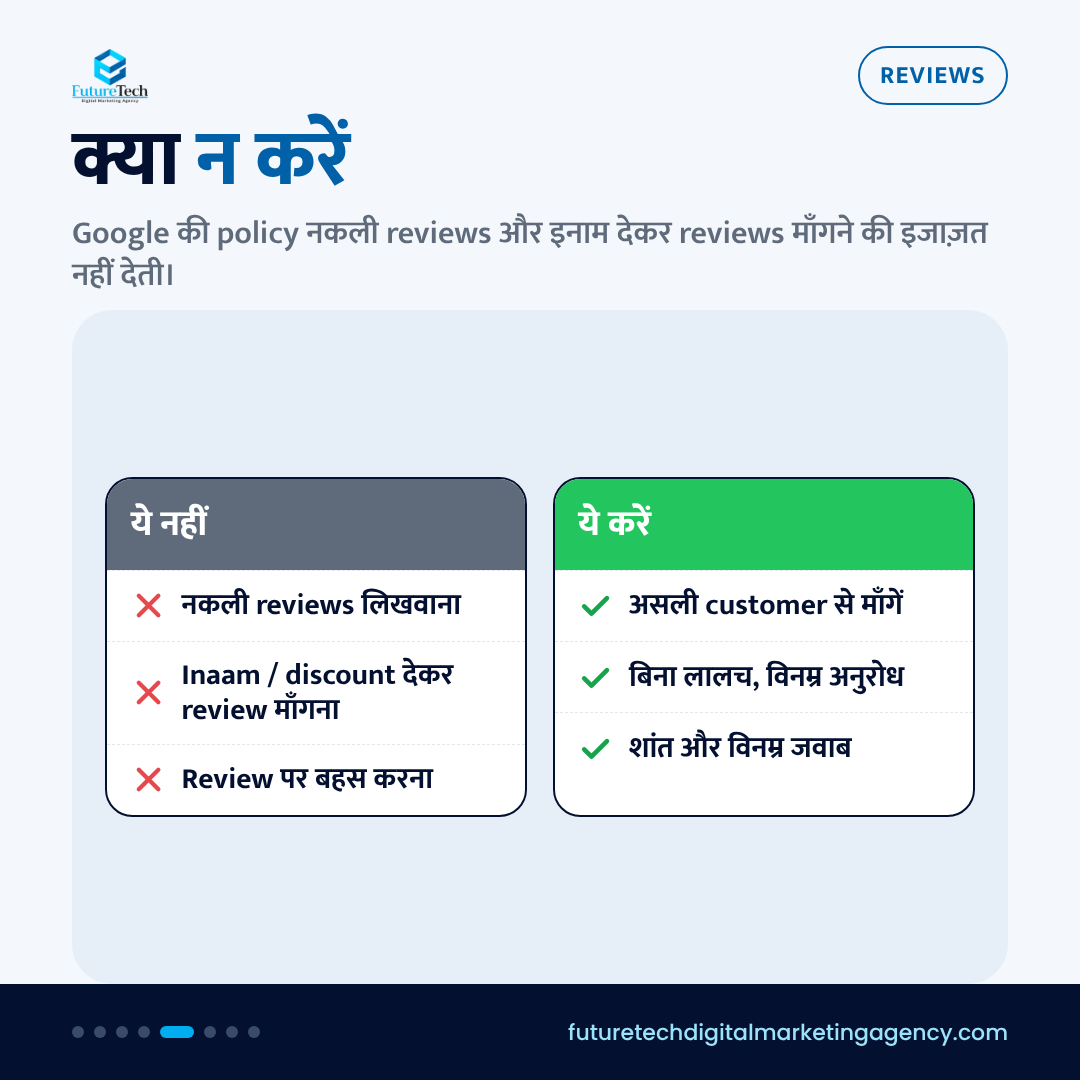 FutureTech
Digital Marketing Agency
REVIEWS
क्या न करें
Google की policy नकली reviews और इनाम देकर reviews माँगने की इजाज़त
नहीं देती।
ये नहीं
नकली reviews लिखवाना
Inaam / discount देकर
review माँगना
Review पर बहस करना
ये करें
असली customer से माँगें
बिना लालच, विनम्र अनुरोध
शांत और विनम्र जवाब
futuretechdigitalmarketingagency.com